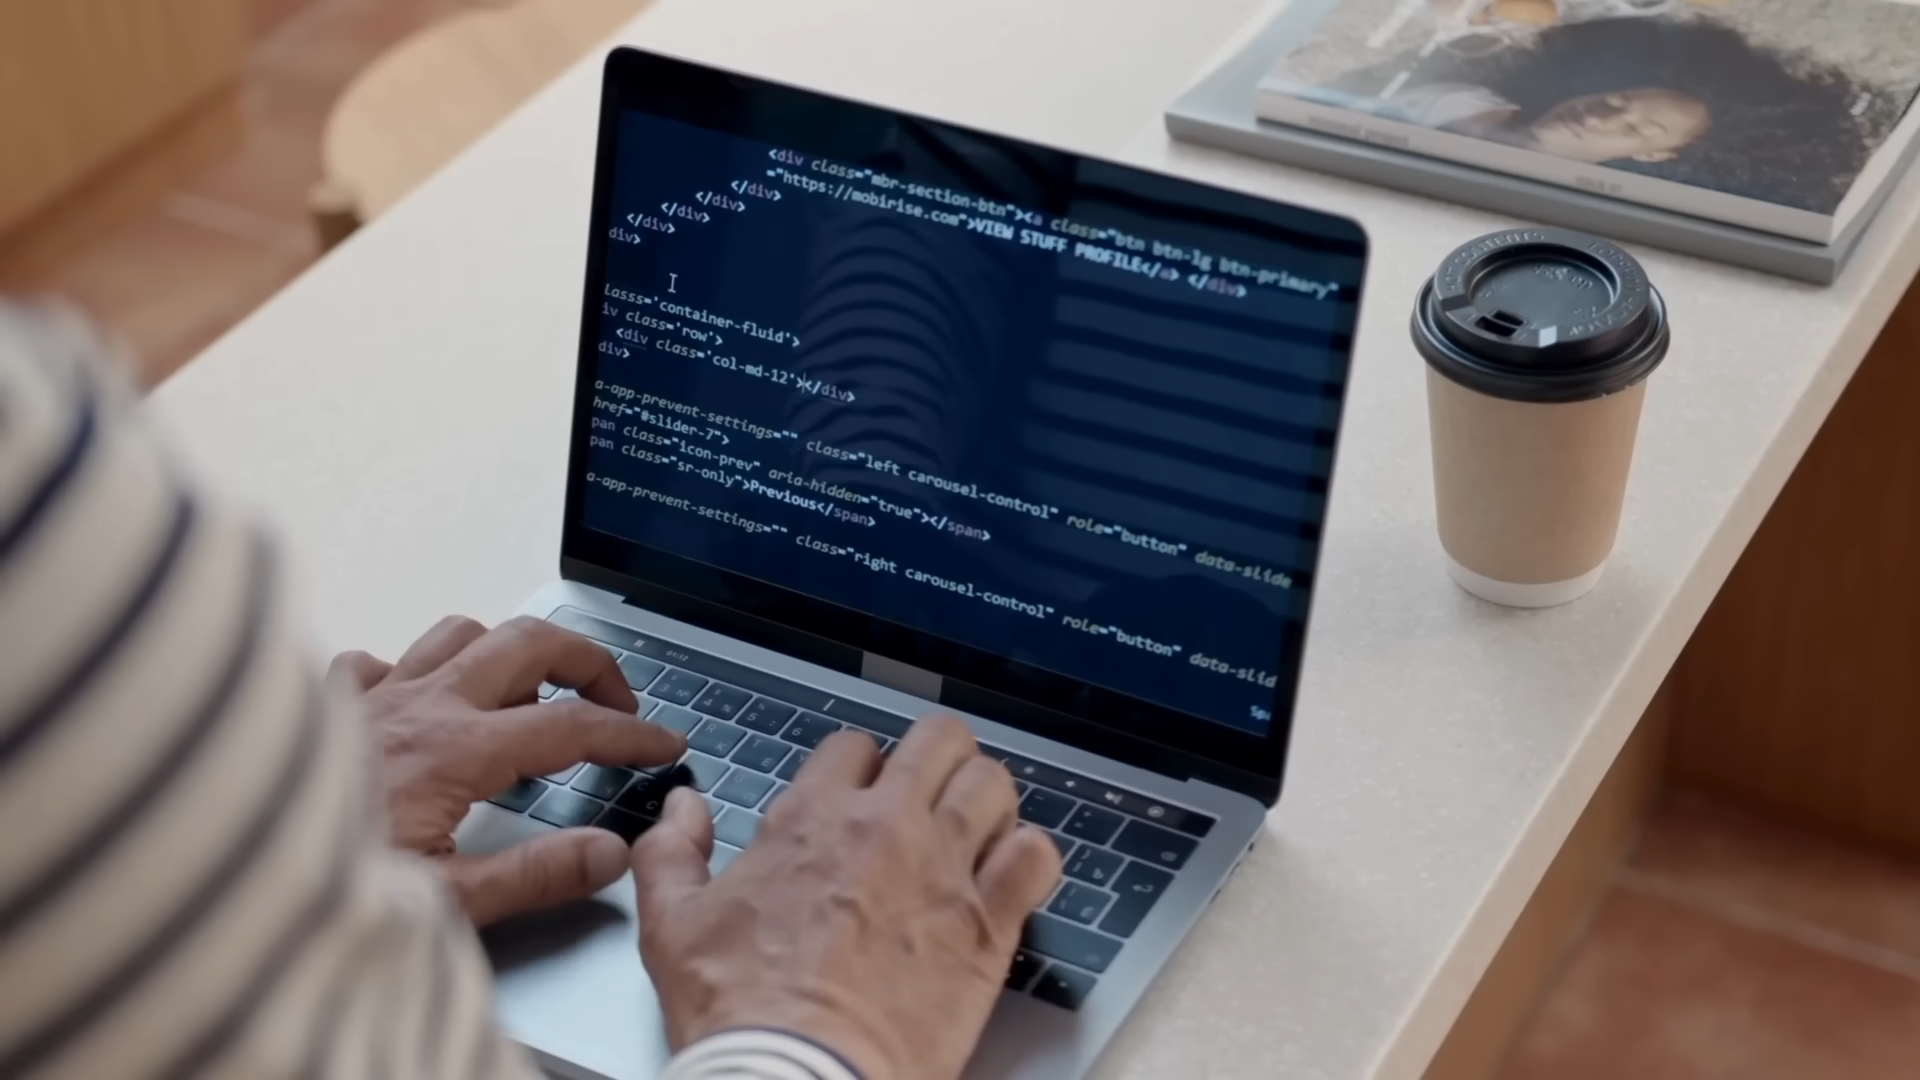 <div class="mbr-section-btn"><a class="btn btn-lg btn-primary"
="https://mobirise.com">VIEW STUFF PROFILE</a> </div>
</div>
</div>
</div>
</div>
div>
lasss='container-fluid'>
iv class='row'>
<div class='col-md-12'></div>
div>
a-app-prevent-settings="" class="left carousel-control" role="button" data-slide
href="#slider-7">
pan class="icon-prev" aria-hidden="true"></span>
pan class="sr-only">Previous</span>
a-app-prevent-settings="" class="right carousel-control" role="button" data-slid